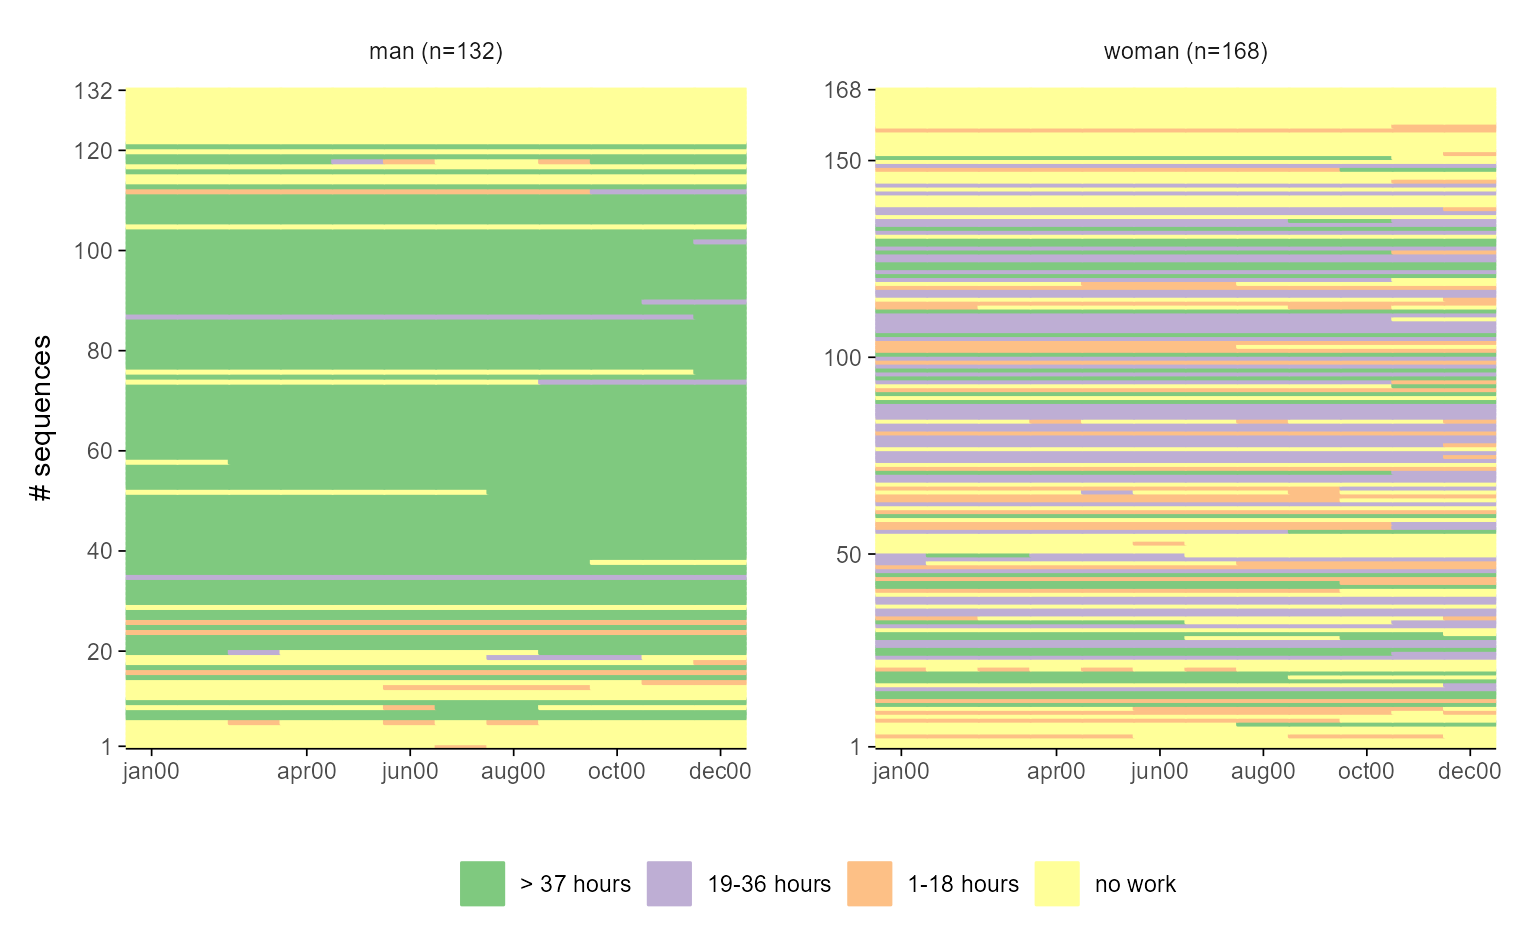 man (n=132)
woman (n=168)
# sequences
132
120
100
80
60
40
20
1
168
150
100
50
1
jan00 apr00 jun00 aug00 oct00 dec00
jan00 apr00 jun00 aug00 oct00 dec00
> 37 hours 19-36 hours 1-18 hours no work